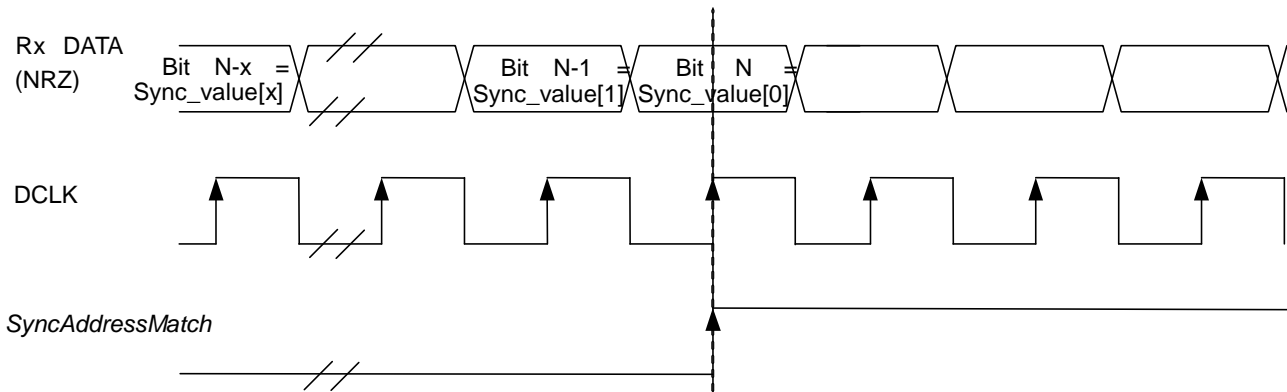 Rx DATA
(NRZ)
Bit N-x =
Sync_value[x]
Bit N-1 =
Sync_value[1]
Bit N =
Sync_value[0]
DCLK
SyncAddressMatch